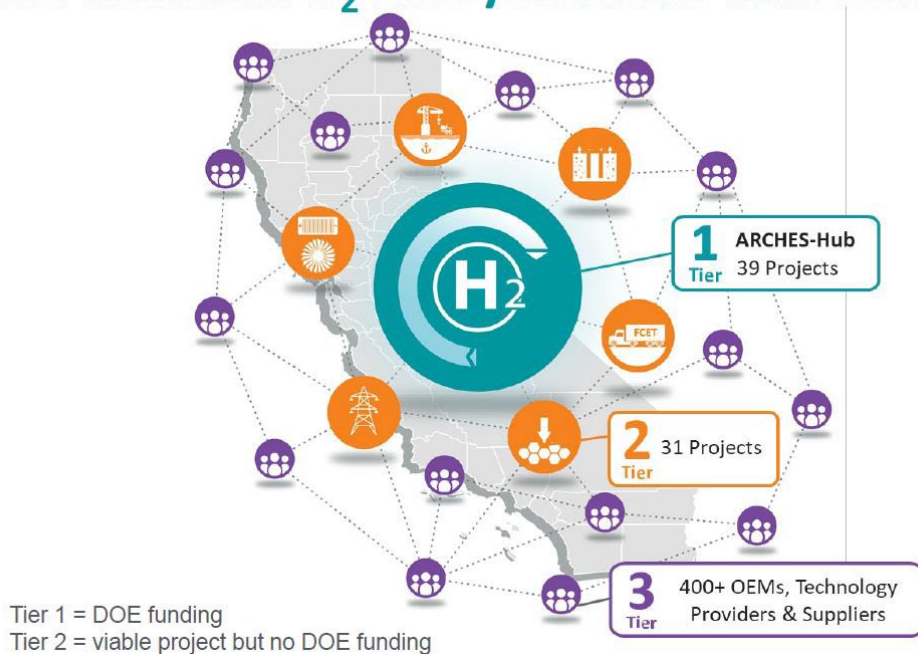 H2
1
Tier
ARCHES-Hub
39 Projects
FCET
2
Tier
31 Projects
3
Tier
400+ OEMs, Technology
Providers & Suppliers
Tier 1 = DOE funding
Tier 2 = viable project but no DOE funding